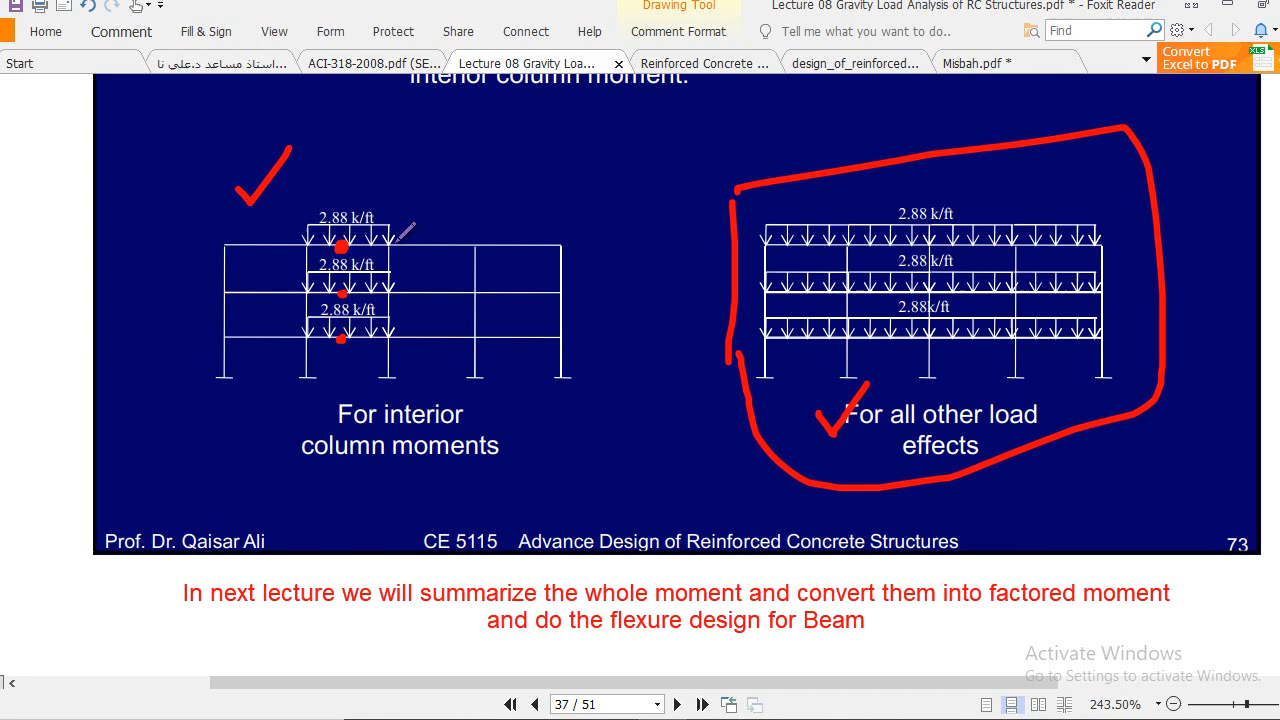 Drawing Tool
Lecture 08 Gravity Load Analysis of RC Structures.pdf * - Foxit Reader
Home Comment Fill & Sign View Form Protect Share Connect Help Comment Format Tell me what you want to do.. Find
Start استاذ مساعد د.علي نا... ACI-318-2008.pdf (SE... Lecture 08 Gravity Loa... Reinforced Concrete ... design_of_reinforced... Misbah.pdf *
Convert
Excel to PDF
XLS
interior column moment.
2.88 k/ft
2.88 k/ft
2.88 k/ft
For interior
column moments
2.88 k/ft
2.88 k/ft
2.88k/ft
For all other load
effects
Prof. Dr. Qaisar Ali CE 5115 Advance Design of Reinforced Concrete Structures 73
In next lecture we will summarize the whole moment and convert them into factored moment
and do the flexure design for Beam
Activate Windows
Go to Settings to activate Windows.
37 / 51 243.50%